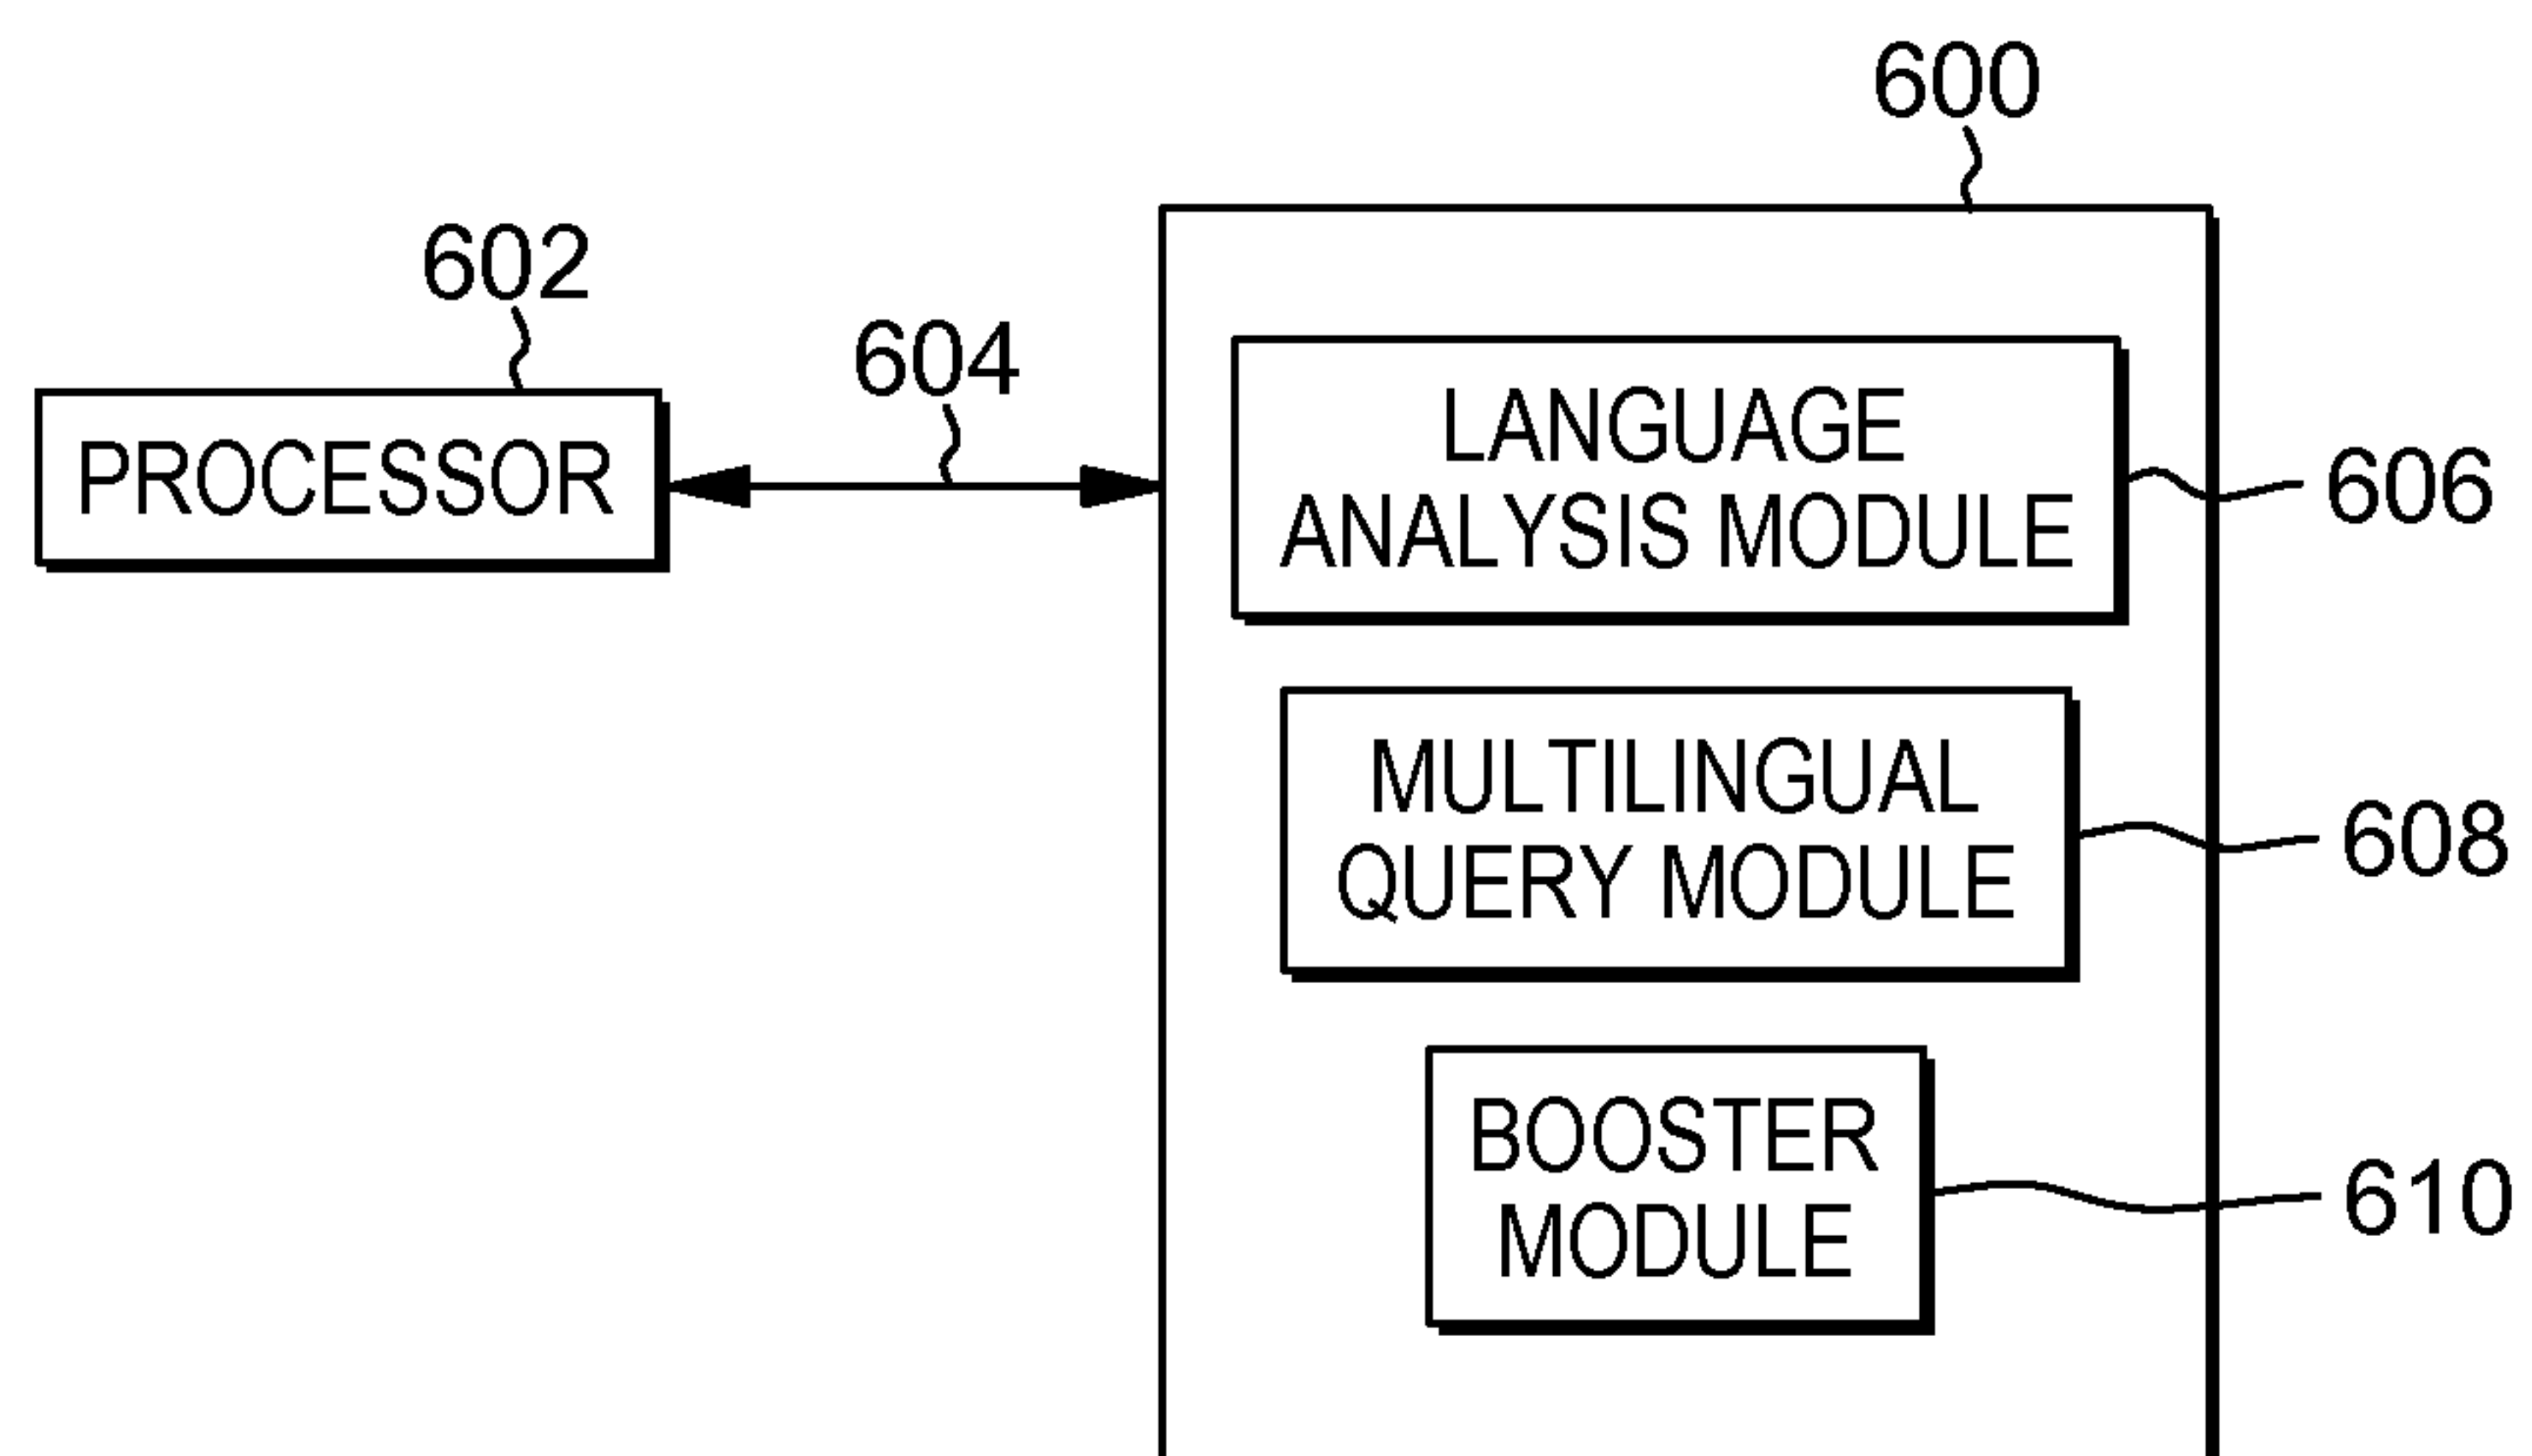 600
602
604
PROCESSOR
LANGUAGE
ANALYSIS MODULE
606
MULTILINGUAL
QUERY MODULE
608
BOOSTER
MODULE
610